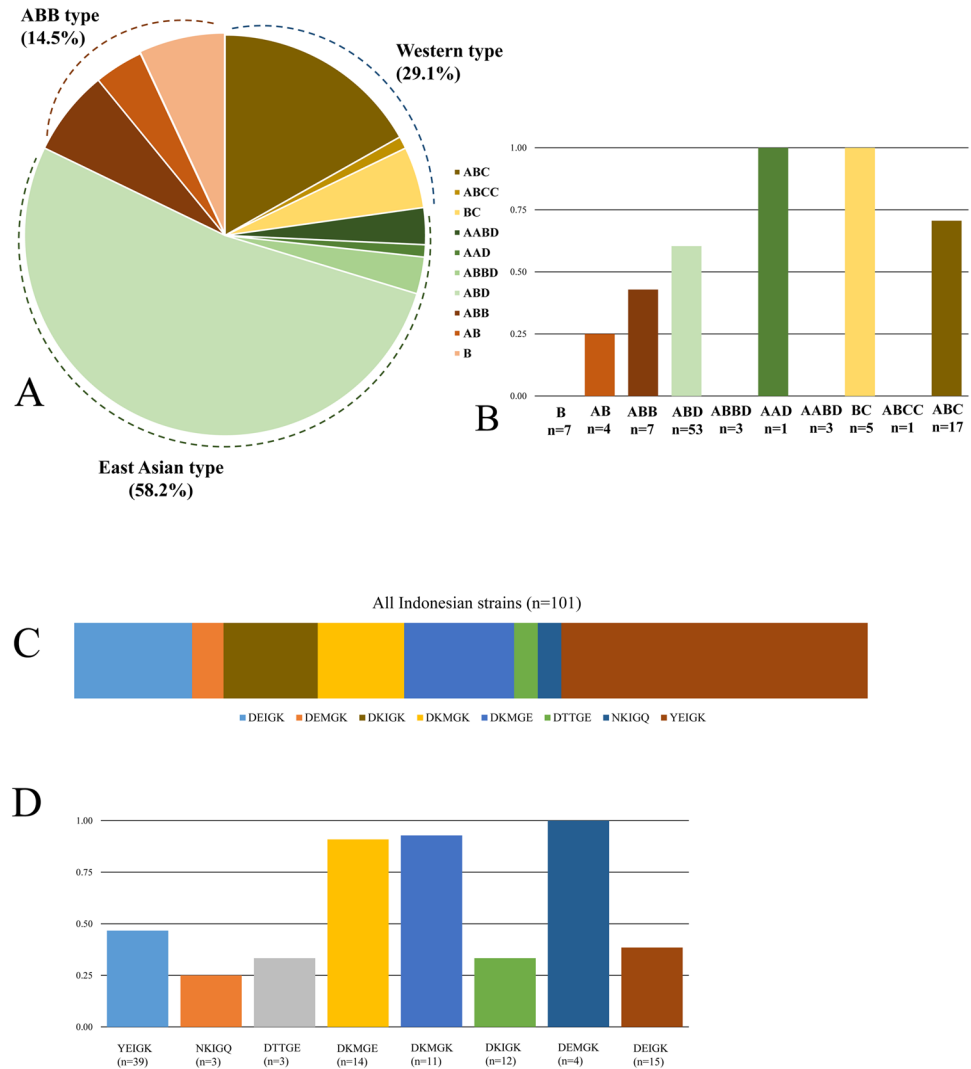 ABB type
(14.5%)
Western type
(29.1%)
ABC
ABCC
BC
AABD
AAD
ABBD
ABD
ABB
AB
B
A
East Asian type
(58.2%)
1.00
0.75
0.50
0.25
0.00
B
B AB ABB ABD ABBD AAD AABD BC ABCC ABC
n=7 n=4 n=7 n=53 n=3 n=1 n=3 n=5 n=1 n=17
All Indonesian strains (n=101)
C
DEIGK DEMGK DKIGK DKMGK DKMGE DTTGE NKIGQ YEIGK
D
1.00
0.75
0.50
0.25
0.00
YEIGK NKIGQ DTTGE DKMGE DKMGK DKIGK DEMGK DEIGK
(n=39) (n=3) (n=3) (n=14) (n=11) (n=12) (n=4) (n=15)